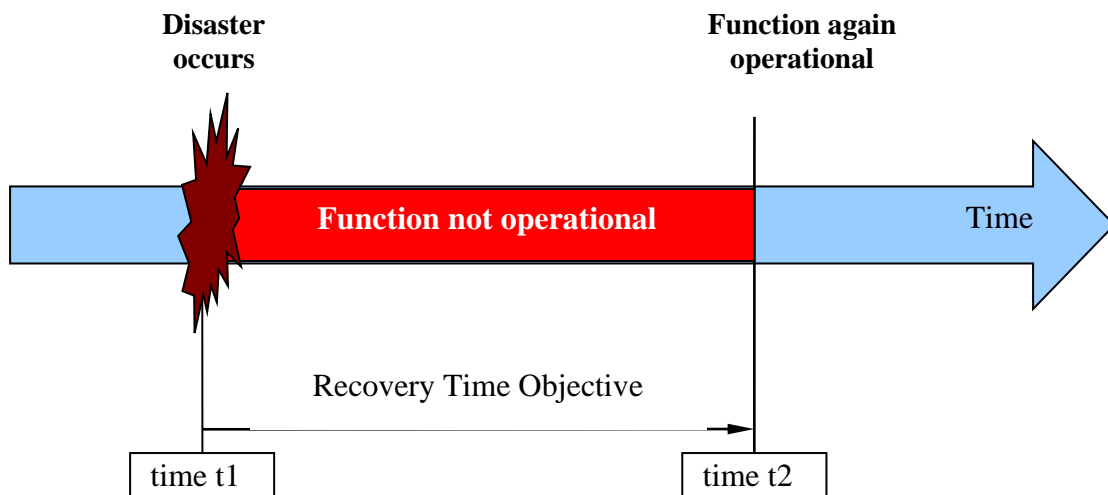 Disaster
occurs
Function again
operational
Function not operational
Time
Recovery Time Objective
time t1
time t2